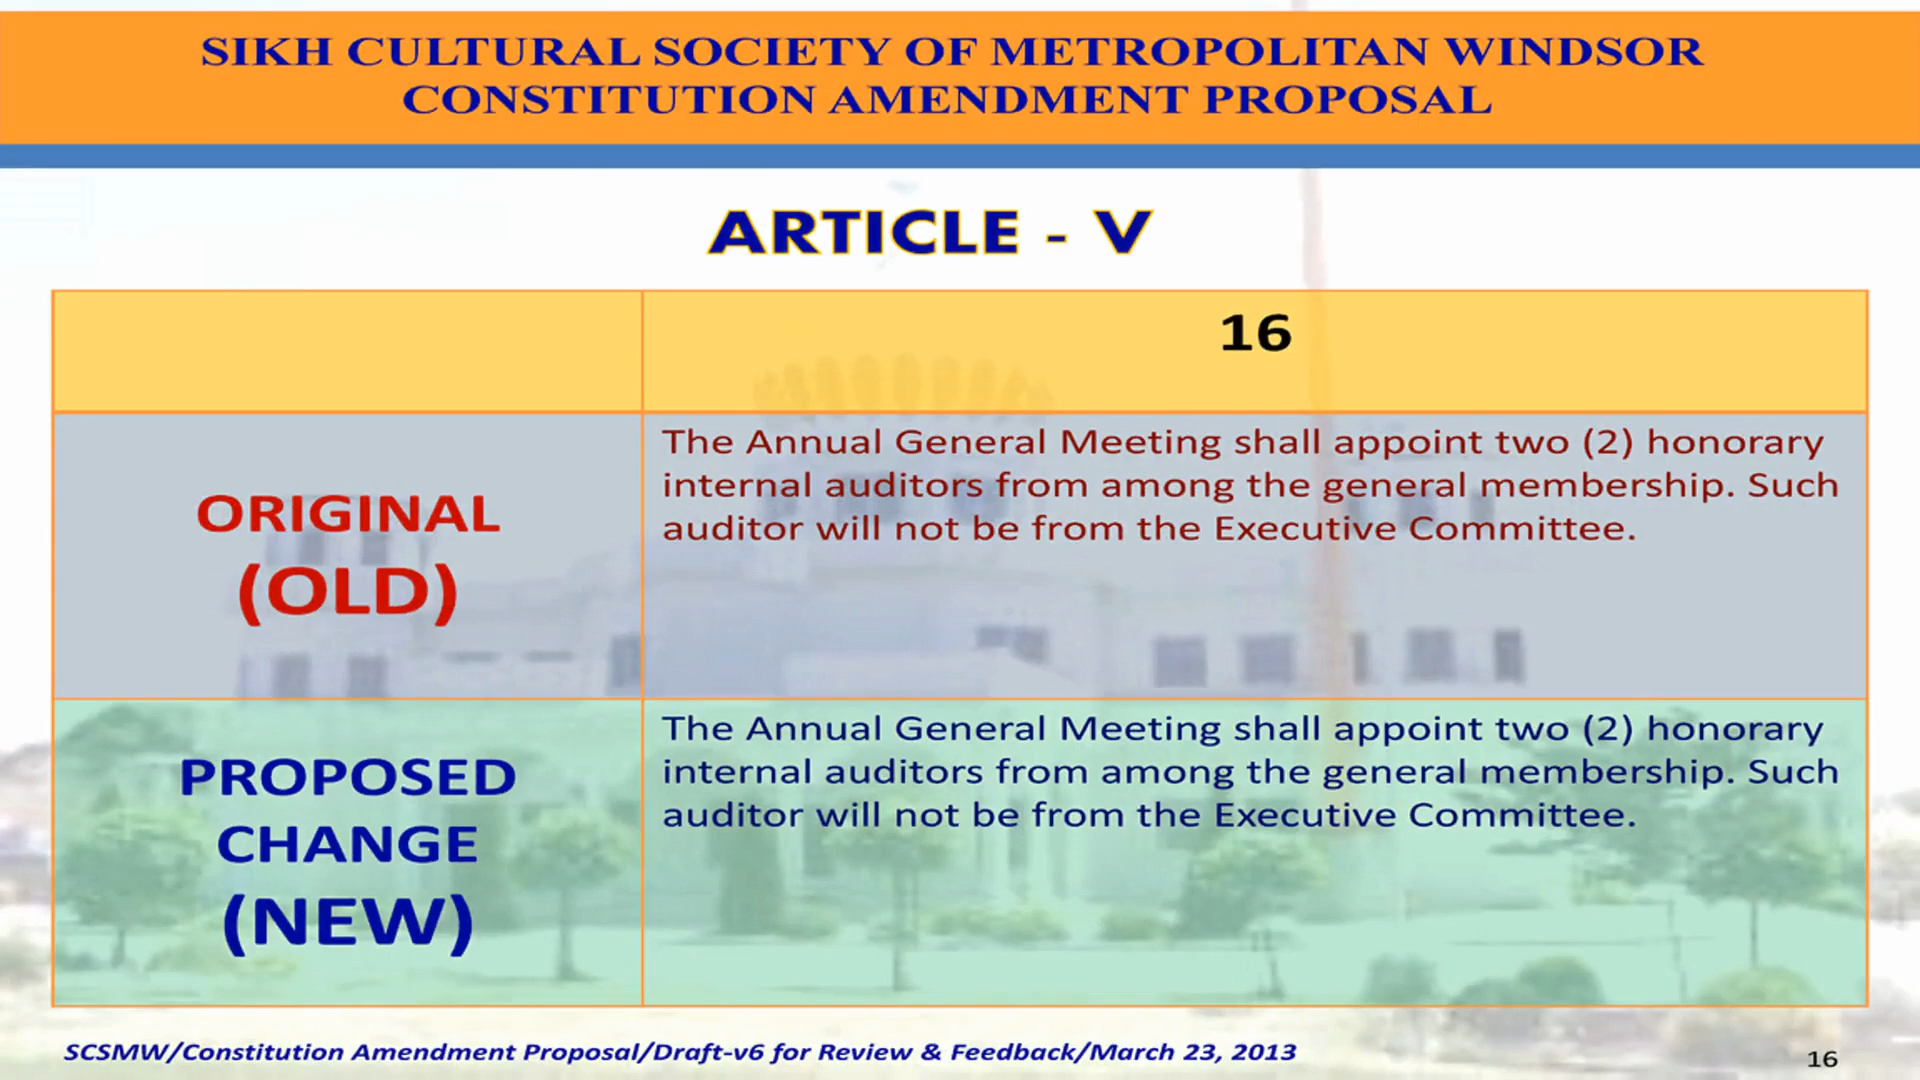 SIKH CULTURAL SOCIETY OF METROPOLITAN WINDSOR
CONSTITUTION AMENDMENT PROPOSAL
ARTICLE - V
16
ORIGINAL
(OLD)
The Annual General Meeting shall appoint two (2) honorary
internal auditors from among the general membership. Such
auditor will not be from the Executive Committee.
PROPOSED
CHANGE
(NEW)
The Annual General Meeting shall appoint two (2) honorary
internal auditors from among the general membership. Such
auditor will not be from the Executive Committee.
SCSMW/Constitution Amendment Proposal/Draft-v6 for Review & Feedback/March 23, 2013
16